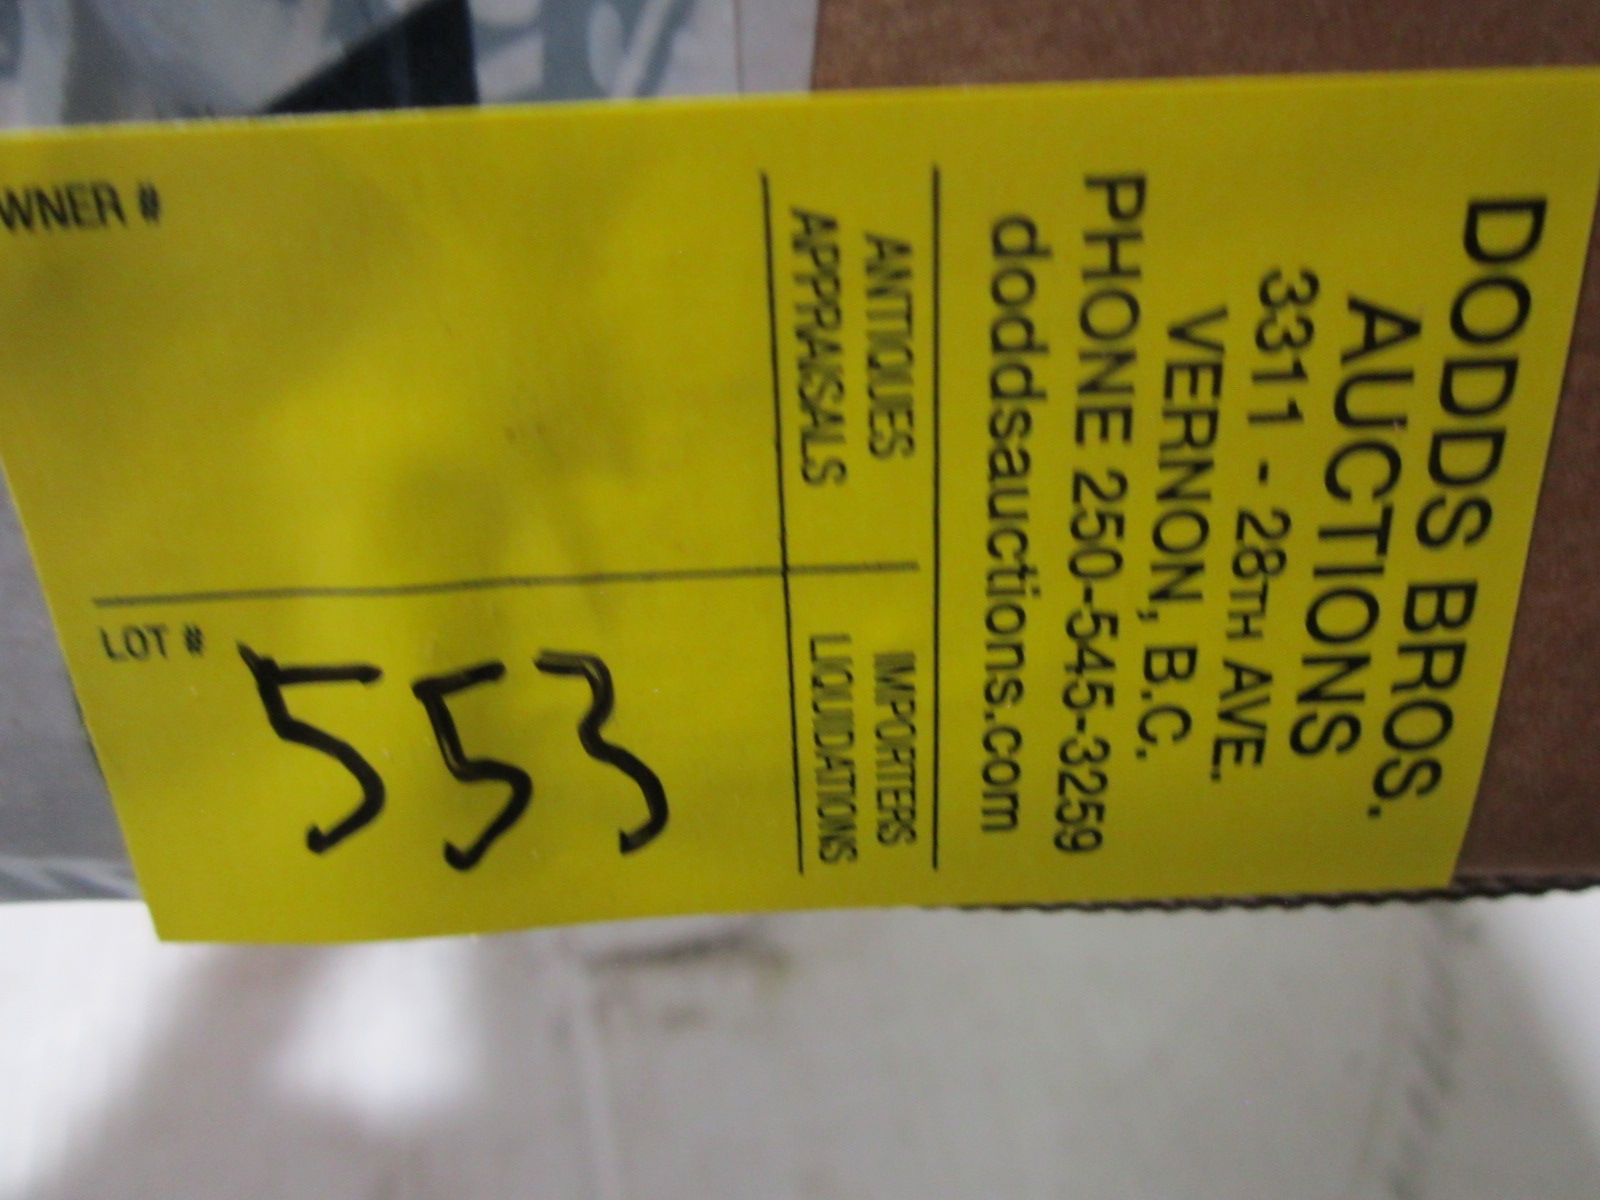 DODDS BROS.
AUCTIONS
3311 - 28TH AVE.
VERNON, B.C.
PHONE 250-545-3259
doddsauctions.com
ANTIQUES IMPORTERS
APPRAISALS LIQUIDATIONS
WNER #
LOT # 553